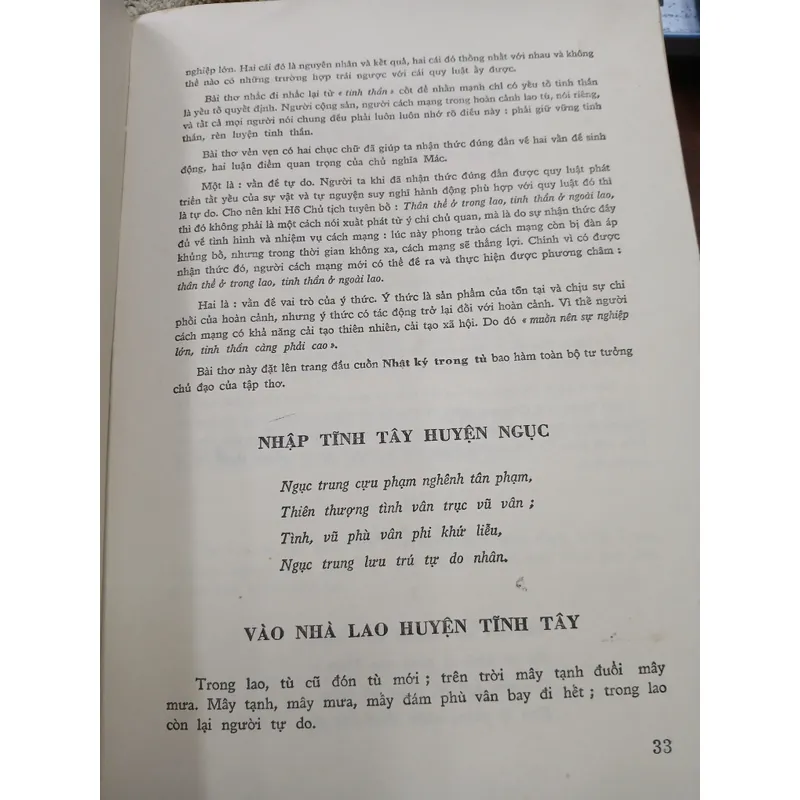 nghiệp lớn. Hai cái đó là nguyên nhân và kết quả, hai cái đó thống nhất với nhau và không
thể nào có những trường hợp trái ngược với cái quy luật ấy được.
Bài thơ nhắc đi nhắc lại từ « tinh thần » cốt để nhấn mạnh chỉ có yếu tố tinh thần
là yếu tố quyết định. Người cộng sản, người cách mạng trong hoàn cảnh lao tù, nói riêng,
và tất cả mọi người nói chung đều phải luôn luôn nhớ rõ điều này : phải giữ vững tinh
thần, rèn luyện tinh thần.
Bài thơ vẻn vẹn có hai chục chữ đã giúp ta nhận thức đúng đắn về hai vấn đề sinh
động, hai luận điểm quan trọng của chủ nghĩa Mác.
Một là : vấn đề tự do. Người ta khi đã nhận thức đúng đắn được quy luật phát
triển tất yếu của sự vật và tự nguyện suy nghĩ hành động phù hợp với quy luật đó thì
là tự do. Cho nên khi Hồ Chủ tịch tuyên bố : Thân thể ở trong lao, tinh thần ở ngoài lao,
thì đó không phải là một cách nói xuất phát từ ý chí chủ quan, mà là do sự nhận thức đầy
đủ về tình hình và nhiệm vụ cách mạng : lúc này phong trào cách mạng còn bị đàn áp
khủng bố, nhưng trong thời gian không xa, cách mạng sẽ thắng lợi. Chính vì có được
nhận thức đó, người cách mạng mới có thể đề ra và thực hiện được phương châm :
thân thể ở trong lao, tinh thần ở ngoài lao.
Hai là : vấn đề vai trò của ý thức. Ý thức là sản phẩm của tồn tại và chịu sự chi
phối của hoàn cảnh, nhưng ý thức có tác động trở lại đối với hoàn cảnh. Vì thế người
cách mạng có khả năng cải tạo thiên nhiên, cải tạo xã hội. Do đó « muốn nên sự nghiệp
lớn, tinh thần càng phải cao ».
Bài thơ này đặt lên trang đầu cuốn Nhật ký trong tù bao hàm toàn bộ tư tưởng
chủ đạo của tập thơ.
NHẬP TĨNH TÂY HUYỆN NGỤC
Ngục trung cựu phạm nghênh tân phạm,
Thiên thượng tình vân trục vũ vân ;
Tình, vũ phù vân phi khứ liễu,
Ngục trung lưu trú tự do nhân.
VÀO NHÀ LAO HUYỆN TĨNH TÂY
Trong lao, tù cũ đón tù mới ; trên trời mây tạnh đuổi mây
mưa. Mây tạnh, mây mưa, mấy đám phù vân bay đi hết ; trong lao
còn lại người tự do.
33